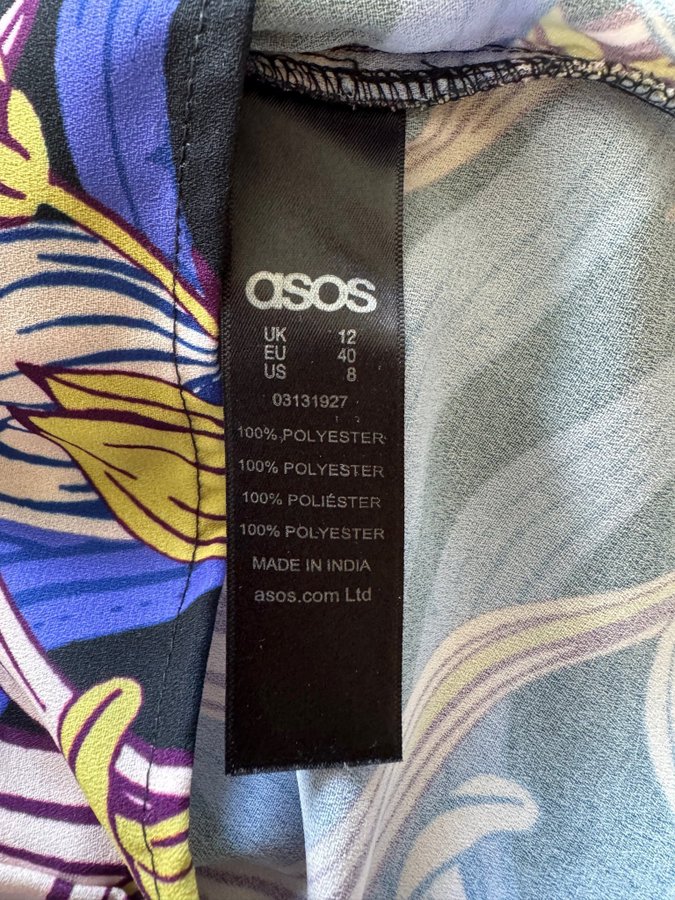 asos
UK 12
EU 40
US 8
03131927
100% POLYESTER
100% POLYESTER
100% POLIÉSTER
100% POLYESTER
MADE IN INDIA
asos.com Ltd